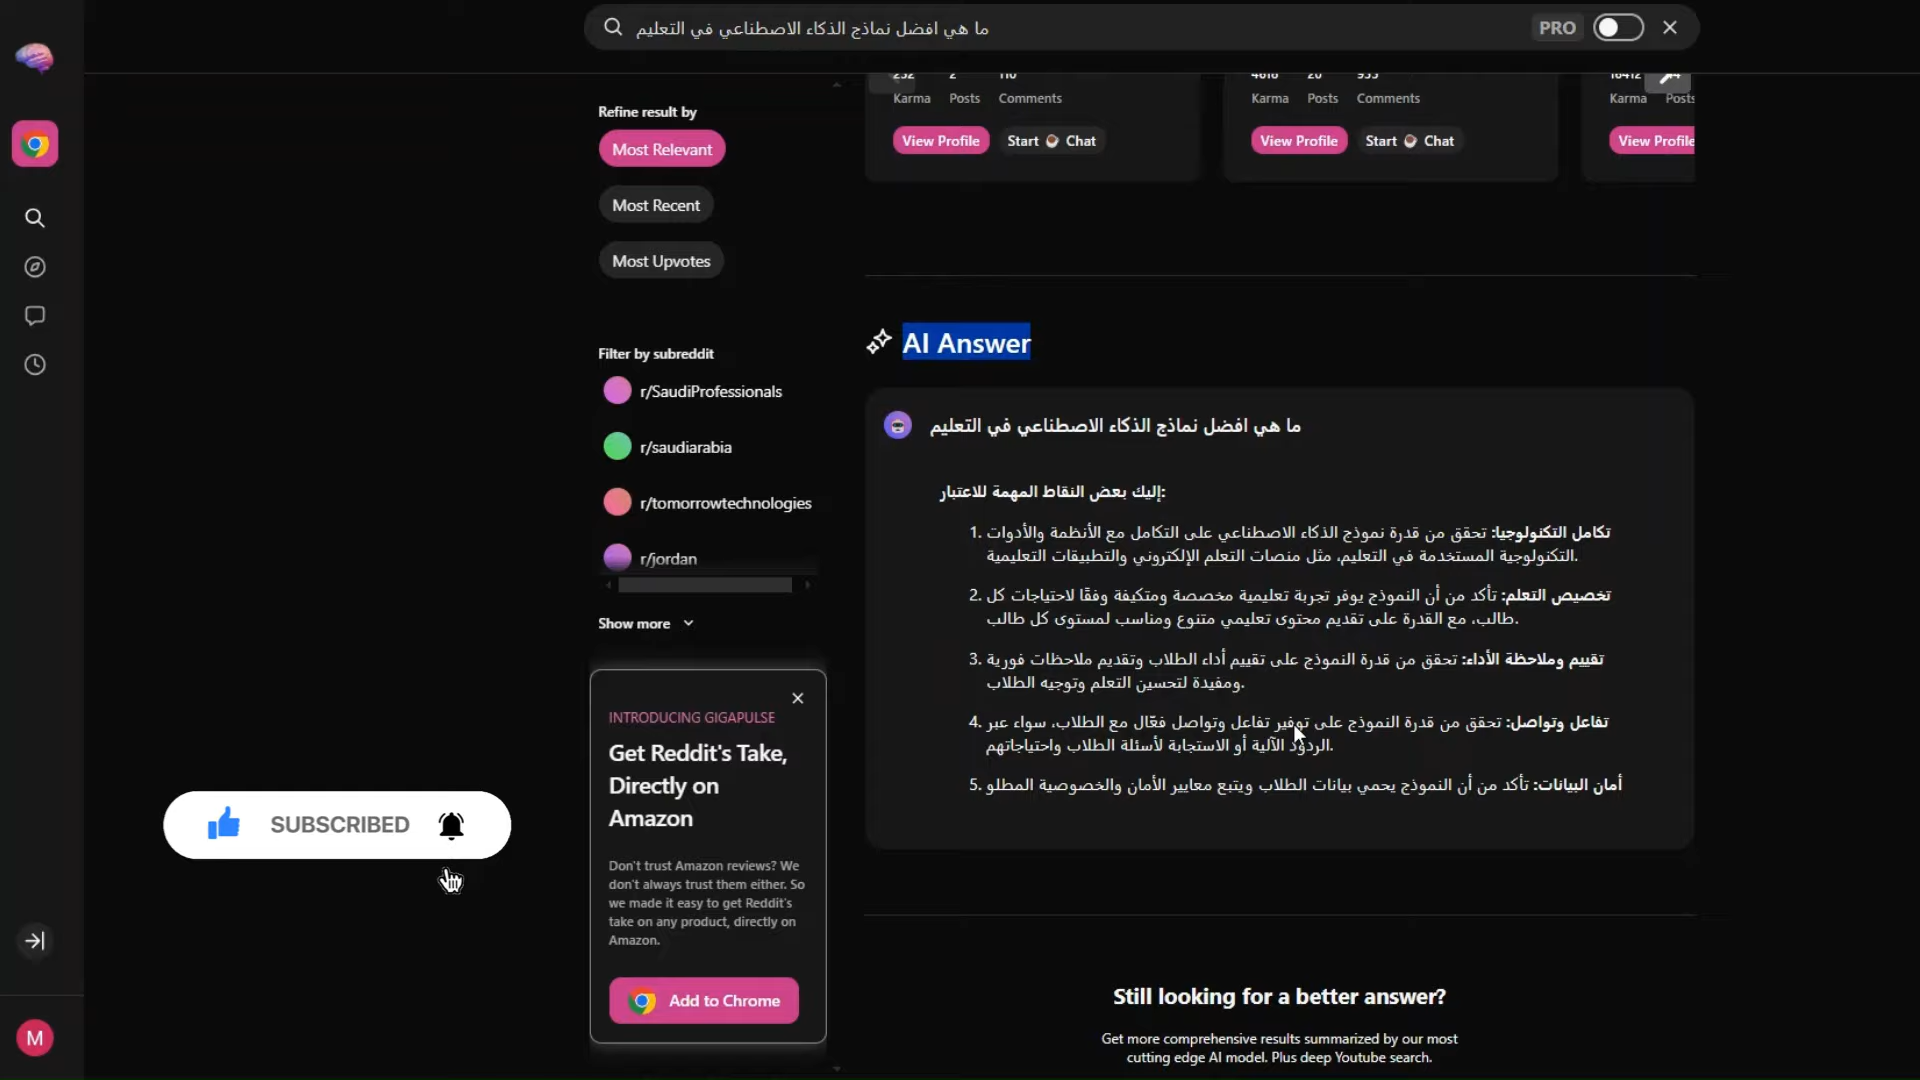 ما هي افضل نماذج الذكاء الاصطناعي في التعليم
PRO
Refine result by
Most Relevant
Most Recent
Most Upvotes
Filter by subreddit
r/SaudiProfessionals
r/saudiarabia
r/tomorrowtechnologies
r/jordan
Show more
INTRODUCING GIGAPULSE
Get Reddit's Take,
Directly on
Amazon
Don't trust Amazon reviews? We
don't always trust them either. So
we made it easy to get Reddit's
take on any product, directly on
Amazon.
Add to Chrome
Karma Posts Comments
View Profile Start Chat
Karma Posts Comments
View Profile Start Chat
Karma Posts
View Profile
AI Answer
ما هي افضل نماذج الذكاء الاصطناعي في التعليم
إليك بعض النقاط المهمة للاعتبار:
1. تكامل التكنولوجيا: تحقق من قدرة نموذج الذكاء الاصطناعي على التكامل مع الأنظمة والأدوات
التكنولوجية المستخدمة في التعليم، مثل منصات التعلم الإلكتروني والتطبيقات التعليمية.
2. تخصيص التعلم: تأكد من أن النموذج يوفر تجربة تعليمية مخصصة ومتكيفة وفقًا لاحتياجات كل
طالب، مع القدرة على تقديم محتوى تعليمي متنوع ومناسب لمستوى كل طالب.
3. تقييم وملاحظة الأداء: تحقق من قدرة النموذج على تقييم أداء الطلاب وتقديم ملاحظات فورية
ومفيدة لتحسين التعلم وتوجيه الطلاب.
4. تفاعل وتواصل: تحقق من قدرة النموذج على توفير تفاعل وتواصل فعّال مع الطلاب، سواء عبر
الردود الآلية أو الاستجابة لأسئلة الطلاب واحتياجاتهم.
5. أمان البيانات: تأكد من أن النموذج يحمي بيانات الطلاب ويتبع معايير الأمان والخصوصية المطلو
Still looking for a better answer?
Get more comprehensive results summarized by our most
cutting edge AI model. Plus deep Youtube search.
SUBSCRIBED
M